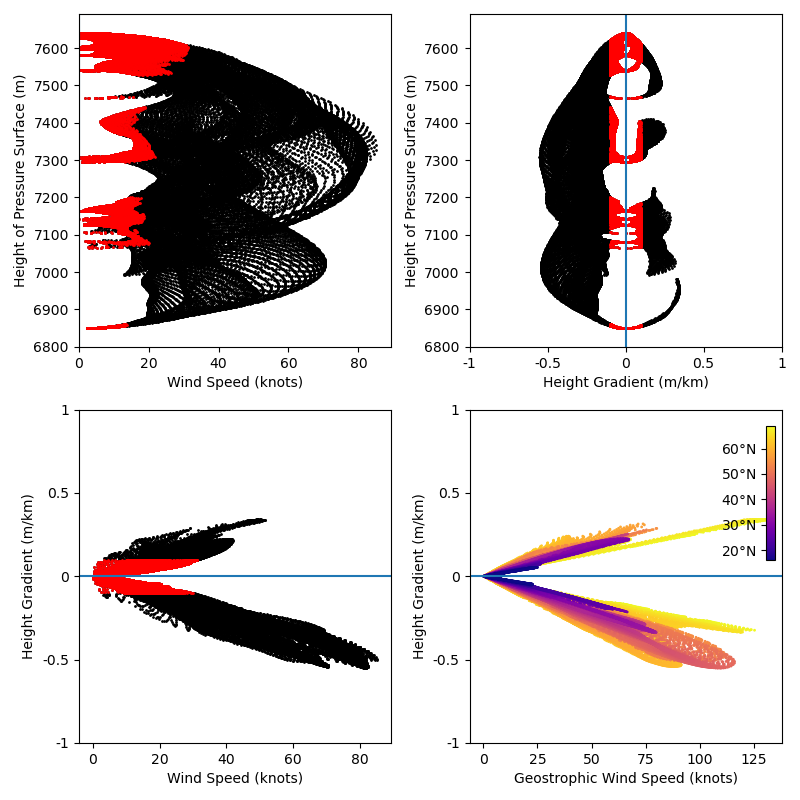 Height of Pressure Surface (m)
7600
7500
7400
7300
7200
7100
7000
6900
6800
0 20 40 60 80
Wind Speed (knots)
Height of Pressure Surface (m)
7600
7500
7400
7300
7200
7100
7000
6900
6800
-1 -0.5 0 0.5 1
Height Gradient (m/km)
Height Gradient (m/km)
1
0.5
0
-0.5
-1
0 20 40 60 80
Wind Speed (knots)
Height Gradient (m/km)
1
0.5
0
-0.5
-1
0 25 50 75 100 125
Geostrophic Wind Speed (knots)
60°N
50°N
40°N
30°N
20°N